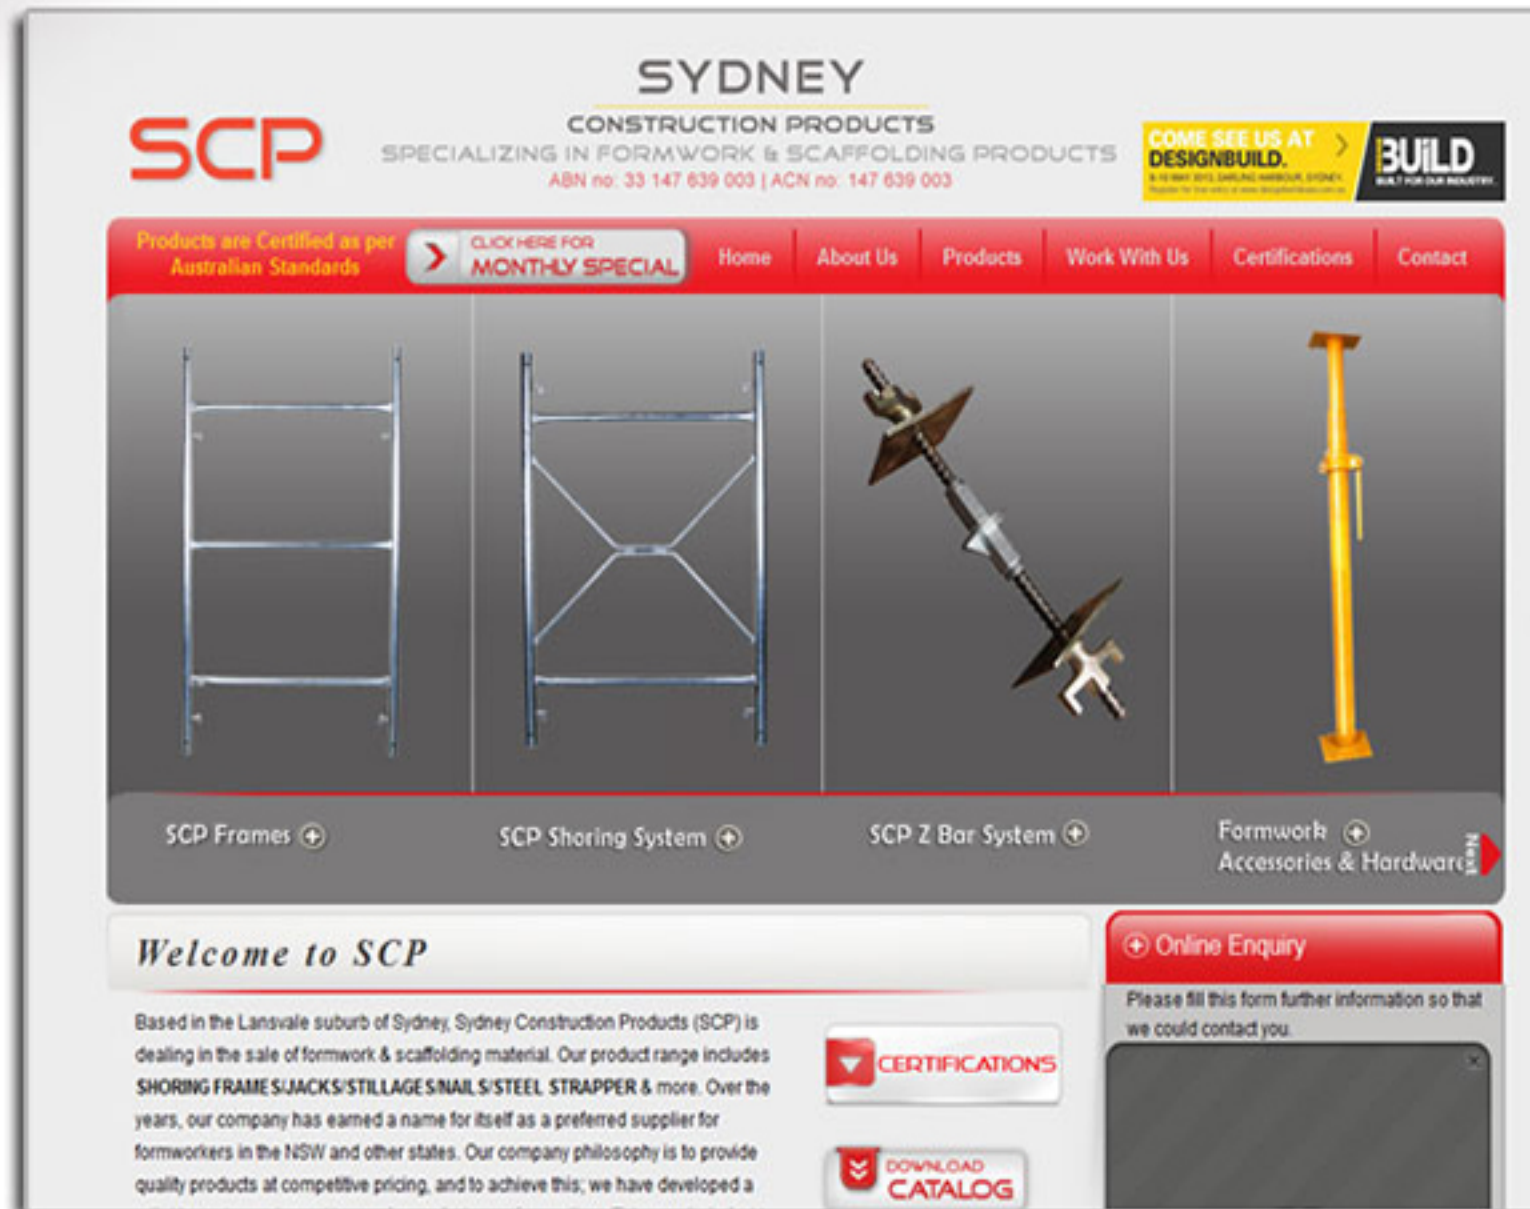 SYDNEY
CONSTRUCTION PRODUCTS
SCP
SPECIALIZING IN FORMWORK & SCAFFOLDING PRODUCTS
ABN no: 33 147 639 003 | ACN no: 147 639 003
COME SEE US AT
DESIGNBUILD.
BUiLD
BUILT FOR OUR INDUSTRY.
Products are Certified as per
Australian Standards
CLICK HERE FOR
MONTHLY SPECIAL
Home
About Us
Products
Work With Us
Certifications
Contact
SCP Frames
SCP Shoring System
SCP Z Bar System
Formwork
Accessories & Hardware
Next
Welcome to SCP
Based in the Lansvale suburb of Sydney, Sydney Construction Products (SCP) is
dealing in the sale of formwork & scaffolding material. Our product range includes
SHORING FRAMES/JACKS/STILLAGES/NAILS/STEEL STRAPPER & more. Over the
years, our company has earned a name for itself as a preferred supplier for
formworkers in the NSW and other states. Our company philosophy is to provide
quality products at competitive pricing, and to achieve this; we have developed a
CERTIFICATIONS
DOWNLOAD
CATALOG
Online Enquiry
Please fill this form further information so that
we could contact you.